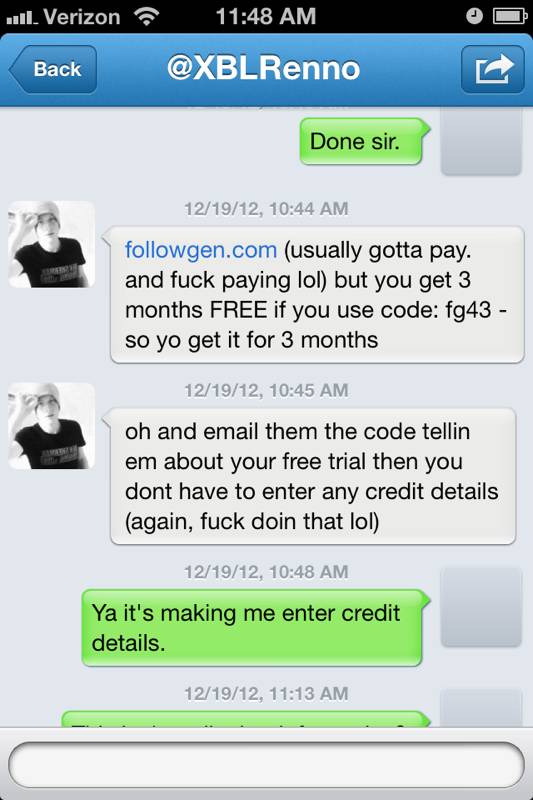 Verizon 11:48 AM
Back @XBLRenno
Done sir.
12/19/12, 10:44 AM
followgen.com (usually gotta pay.
and fuck paying lol) but you get 3
months FREE if you use code: fg43 -
so yo get it for 3 months
12/19/12, 10:45 AM
oh and email them the code tellin
em about your free trial then you
dont have to enter any credit details
(again, fuck doin that lol)
12/19/12, 10:48 AM
Ya it's making me enter credit
details.
12/19/12, 11:13 AM